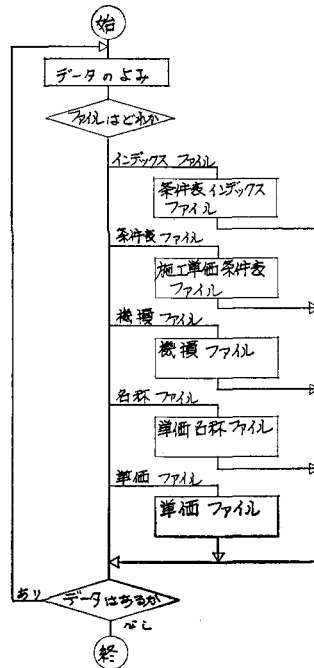 始
データのよみ
ファイルはどれか
インデックス ファイル
条件表インデックス
ファイル
条件表 ファイル
施工単価条件表
ファイル
機損 ファイル
機損 ファイル
名称 ファイル
単価名称ファイル
単価 ファイル
単価 ファイル
あり
データはあるか
なし
終